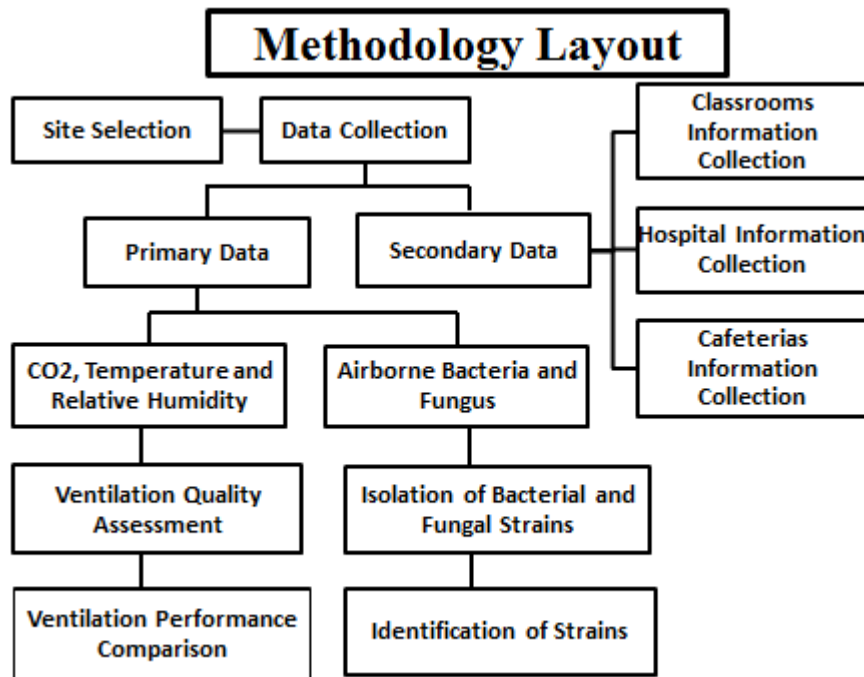 Methodology Layout
Site Selection
Data Collection
Classrooms
Information
Collection
Primary Data
Secondary Data
Hospital Information
Collection
Cafeterias
Information
Collection
CO2, Temperature and
Relative Humidity
Airborne Bacteria and
Fungus
Ventilation Quality
Assessment
Isolation of Bacterial and
Fungal Strains
Ventilation Performance
Comparison
Identification of Strains